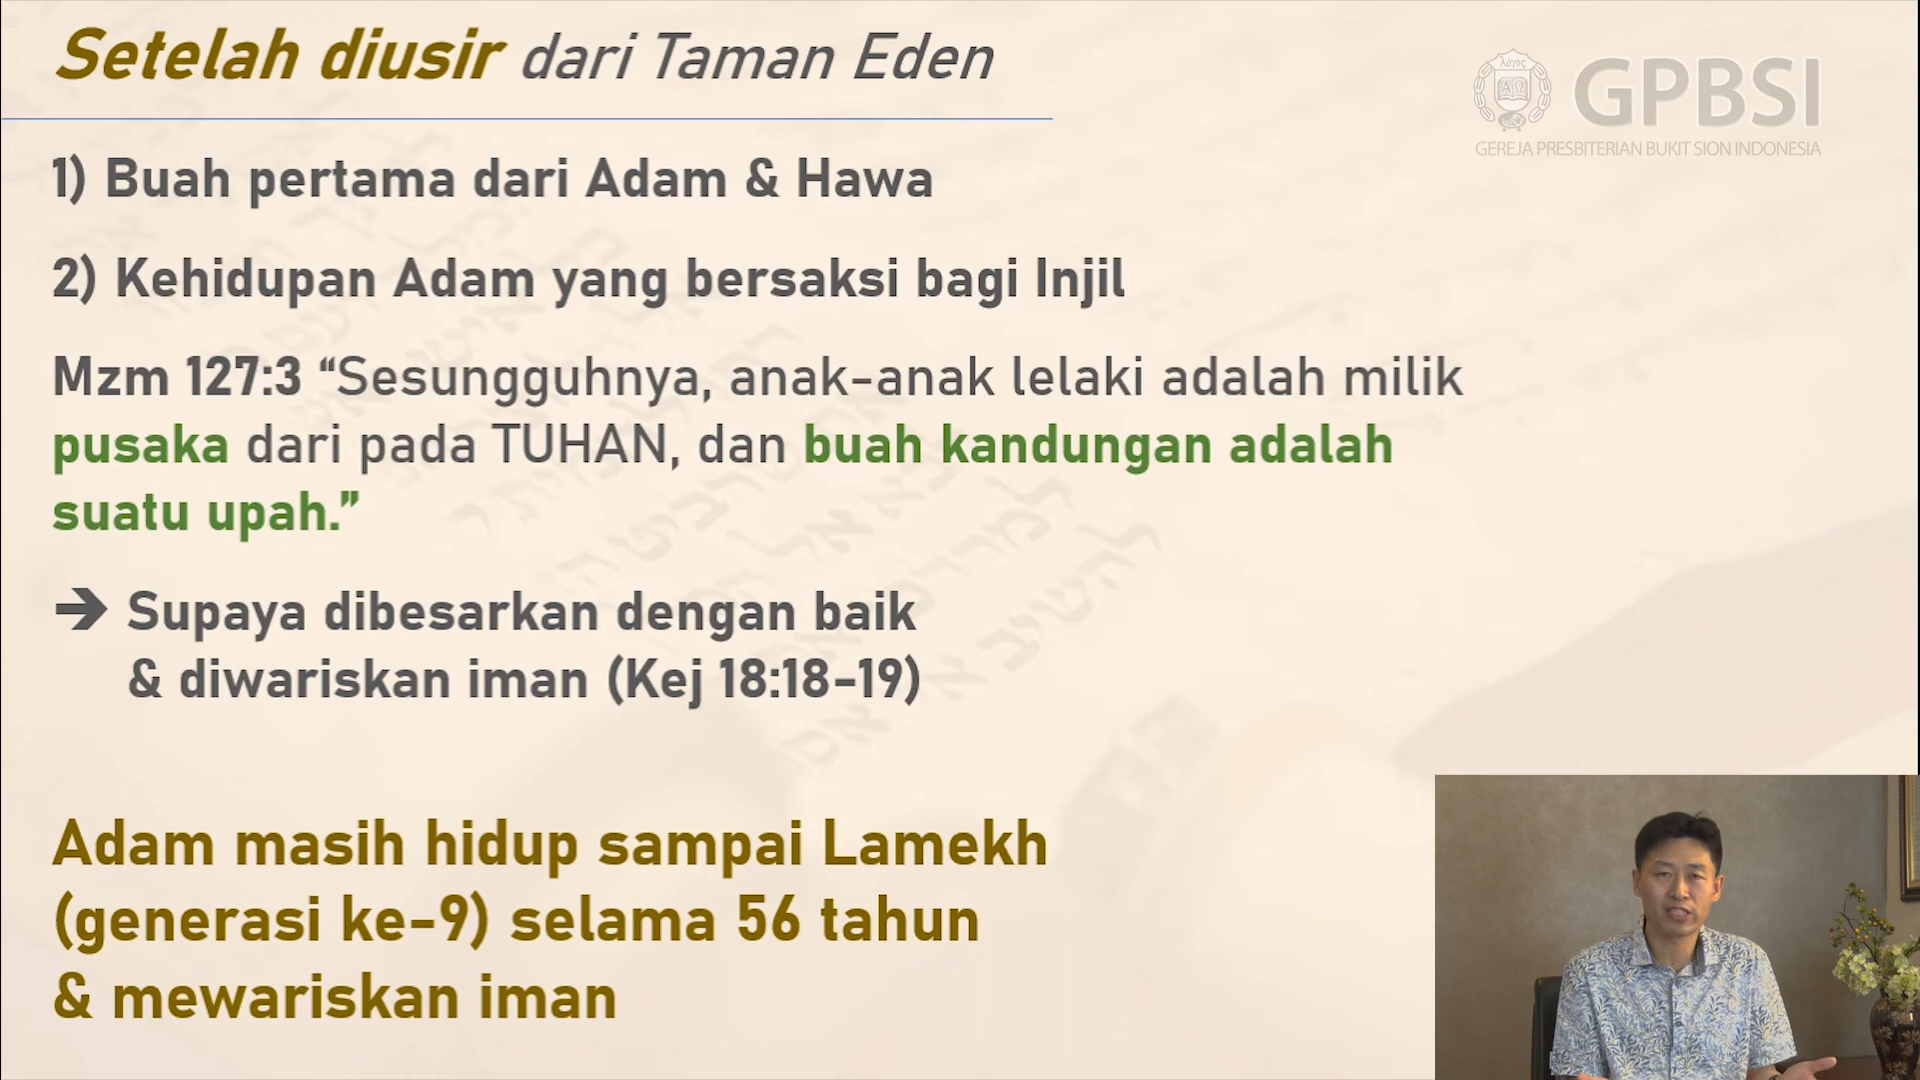 Setelah diusir dari Taman Eden
λόγος
ΑΩ
GPBSI
GEREJA PRESBITERIAN BUKIT SION INDONESIA
1) Buah pertama dari Adam & Hawa
2) Kehidupan Adam yang bersaksi bagi Injil
Mzm 127:3 “Sesungguhnya, anak-anak lelaki adalah milik
pusaka dari pada TUHAN, dan buah kandungan adalah
suatu upah.”
➔ Supaya dibesarkan dengan baik
& diwariskan iman (Kej 18:18-19)
Adam masih hidup sampai Lamekh
(generasi ke-9) selama 56 tahun
& mewariskan iman